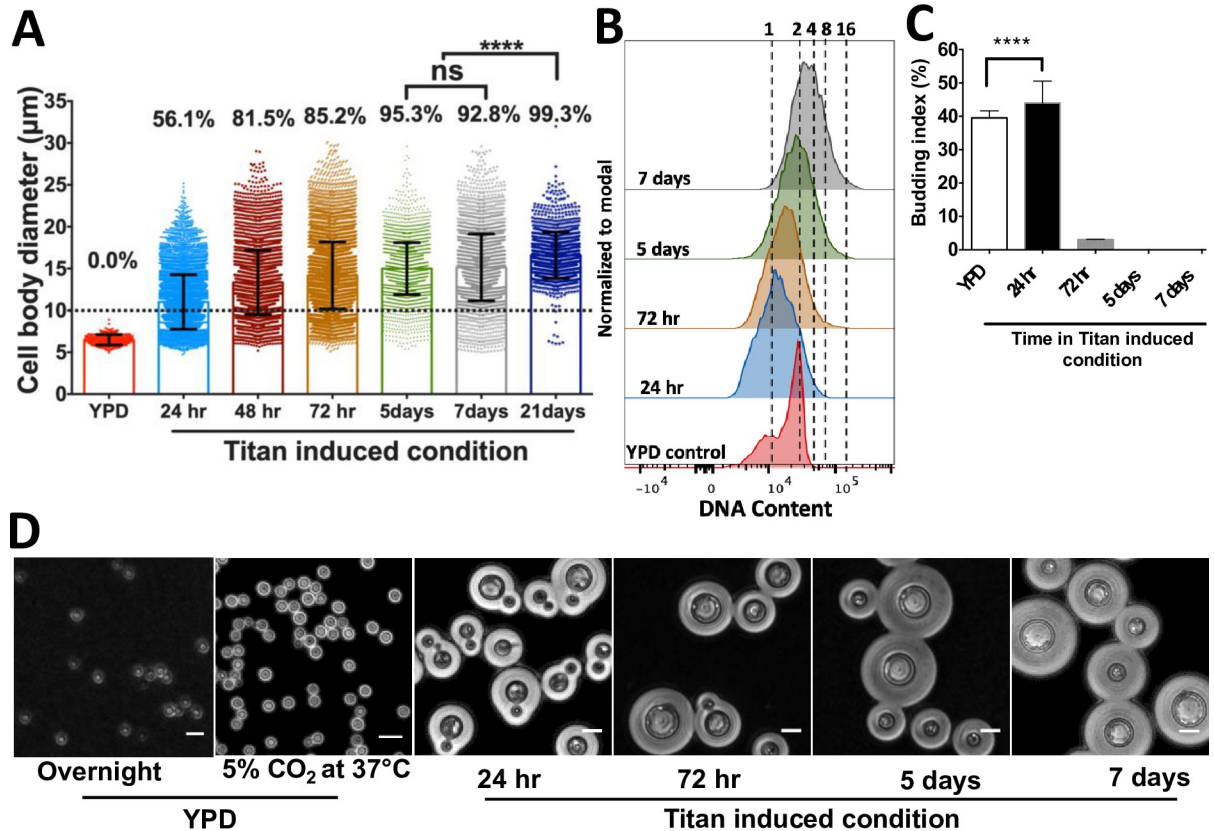 A
Cell body diameter (µm)
35
30
25
20
15
10
5
0
****
ns
0.0%
56.1%
81.5%
85.2%
95.3%
92.8%
99.3%
YPD
24 hr
48 hr
72 hr
5days
7days
21days
Titan induced condition
B
1
2
4
8
16
Normalized to modal
7 days
5 days
72 hr
24 hr
YPD control
-10⁴
0
10⁴
10⁵
DNA Content
C
Budding index (%)
60
50
40
30
20
10
0
****
YPD
24 hr
72 hr
5 days
7 days
Time in Titan induced
condition
D
Overnight
5% CO₂ at 37°C
24 hr
72 hr
5 days
7 days
YPD
Titan induced condition